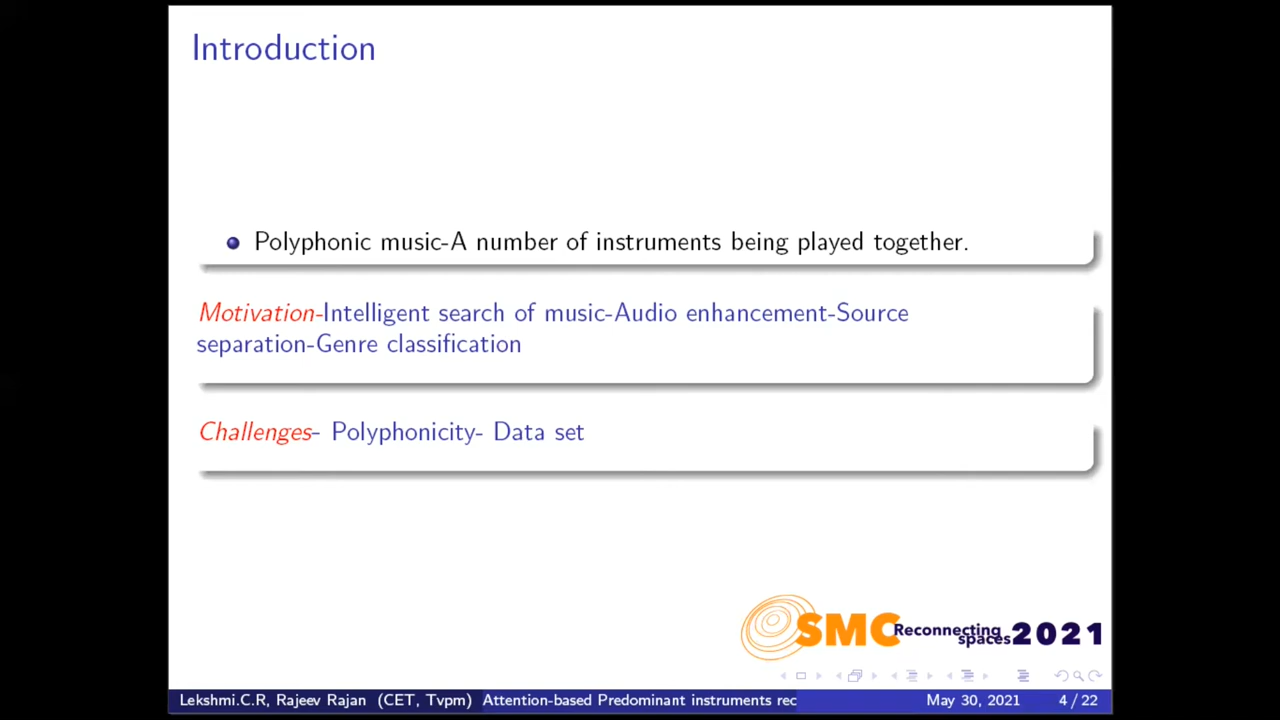 Introduction
Polyphonic music-A number of instruments being played together.
Motivation-Intelligent search of music-Audio enhancement-Source
separation-Genre classification
Challenges- Polyphonicity- Data set
SMC Reconnecting spaces 2021
Lekshmi.C.R, Rajeev Rajan (CET, Tvpm) Attention-based Predominant instruments rec May 30, 2021 4 / 22